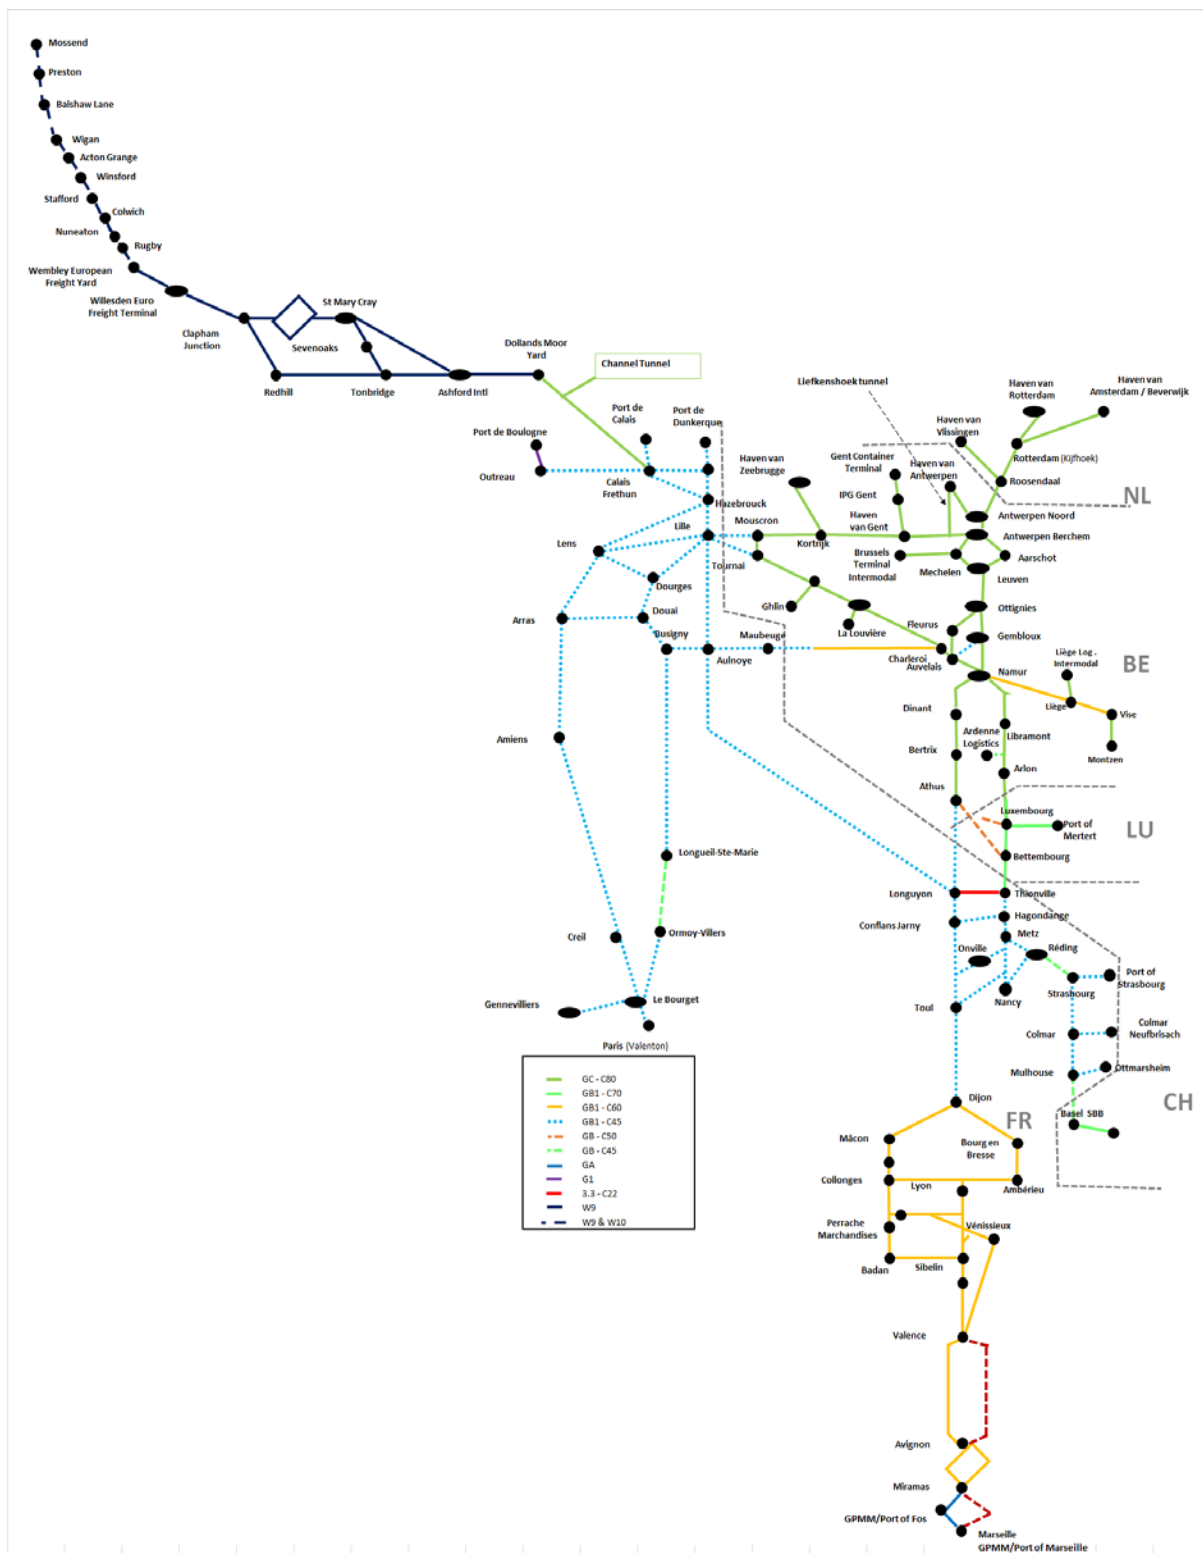 Mossend
Preston
Balshaw Lane
Wigan
Acton Grange
Winsford
Stafford
Colwich
Nuneaton
Rugby
Wembley European
Freight Yard
Willesden Euro
Freight Terminal
St Mary Cray
Clapham
Junction
Sevenoaks
Redhill
Tonbridge
Ashford Intl
Dollands Moor
Yard
Channel Tunnel
Liefkenshoek tunnel
Haven van
Rotterdam
Haven van
Amsterdam / Beverwijk
Port de
Calais
Port de
Dunkerque
Port de Boulogne
Outreau
Calais
Frethun
Haven van
Zeebrugge
Gent Container
Terminal
Haven van
Antwerpen
Haven van
Vlissingen
Rotterdam (Kijfhoek)
Roosendaal
NL
IPG Gent
Haven
van Gent
Antwerpen Noord
Antwerpen Berchem
Hazebrouck
Lille
Mouscron
Kortrijk
Brussels
Terminal
Intermodal
Mechelen
Aarschot
Leuven
Lens
Tournai
Dourges
Ghlin
La Louvière
Ottignies
Fleurus
Gembloux
Arras
Douai
Busigny
Maubeuge
Aulnoye
Charleroi
Auvelais
Namur
Liège Log.
Intermodal
BE
Liège
Vise
Montzen
Dinant
Ardenne
Logistics
Libramont
Bertrix
Arlon
Athus
Amiens
Luxembourg
Port of
Mertert
LU
Bettembourg
Longueil-Ste-Marie
Longuyon
Thionville
Conflans Jarny
Hagondange
Metz
Creil
Ormoy-Villers
Onville
Réding
Gennevilliers
Le Bourget
Toul
Nancy
Strasbourg
Port of
Strasbourg
Paris (Valenton)
Colmar
Colmar
Neufbrisach
Mulhouse
Ottmarsheim
Dijon
FR
Basel SBB
CH
GC - C80
GB1 - C70
GB1 - C60
GB1 - C45
GB - C50
GB - C45
GA
G1
3.3 - C22
W9
W9 & W10
Mâcon
Bourg en
Bresse
Collonges
Lyon
Ambérieu
Perrache
Marchandises
Vénissieux
Badan
Sibelin
Valence
Avignon
Miramas
GPMM/Port of Fos
Marseille
GPMM/Port of Marseille